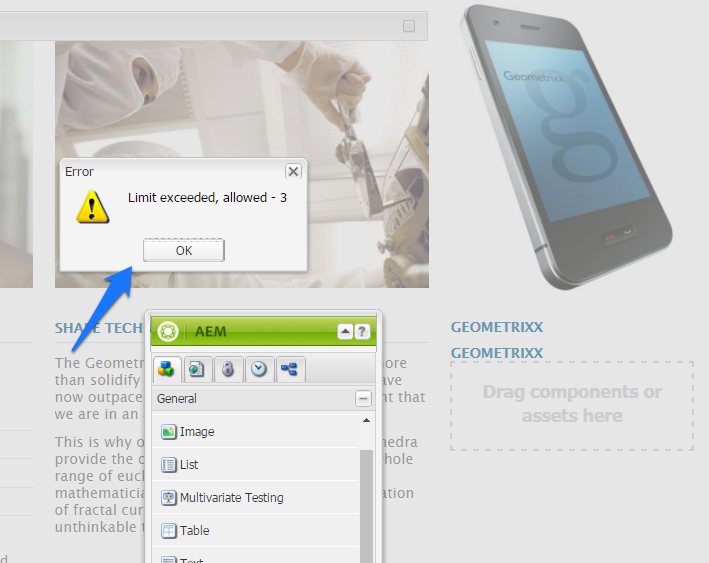 Geometrixx
g
Error
Limit exceeded, allowed - 3
OK
SHAPE TECH
AEM
?
The Geometr
more
than solidify
ave
now outpace
nt that
we are in an
This is why o
hedra
provide the c
hole
range of eucl
mathematicia
ation
of fractal cur
unthinkable t
General
Image
List
Multivariate Testing
Table
Text
GEOMETRIXX
GEOMETRIXX
Drag components or
assets here